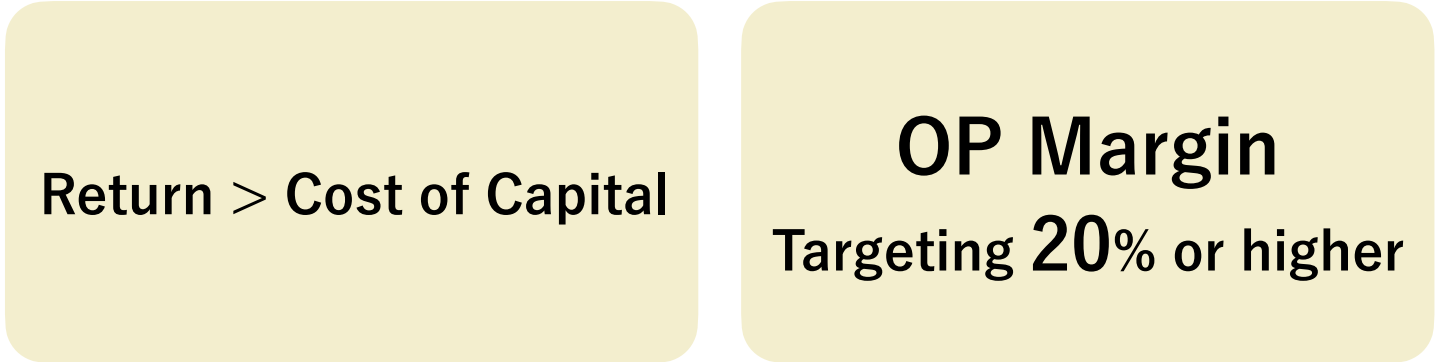 Return > Cost of Capital
OP Margin
Targeting 20% or higher